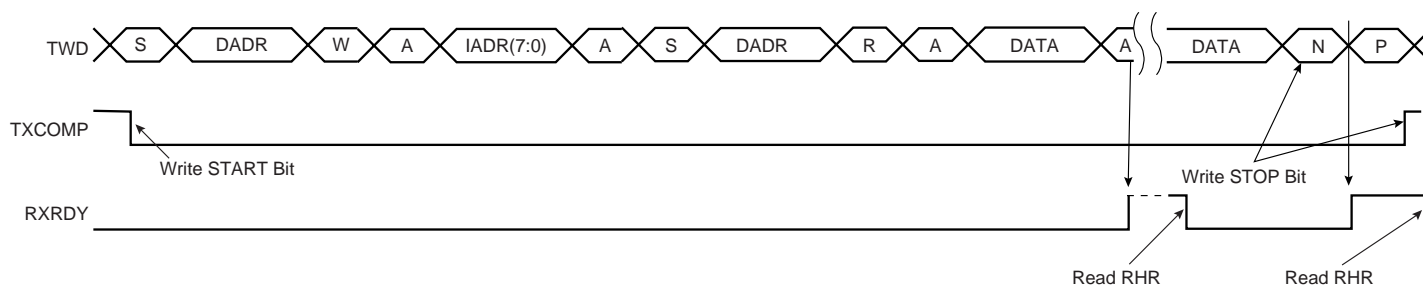 TWD S DADR W A IADR(7:0) A S DADR R A DATA A DATA N P
TXCOMP
Write START Bit
Write STOP Bit
RXRDY
Read RHR Read RHR